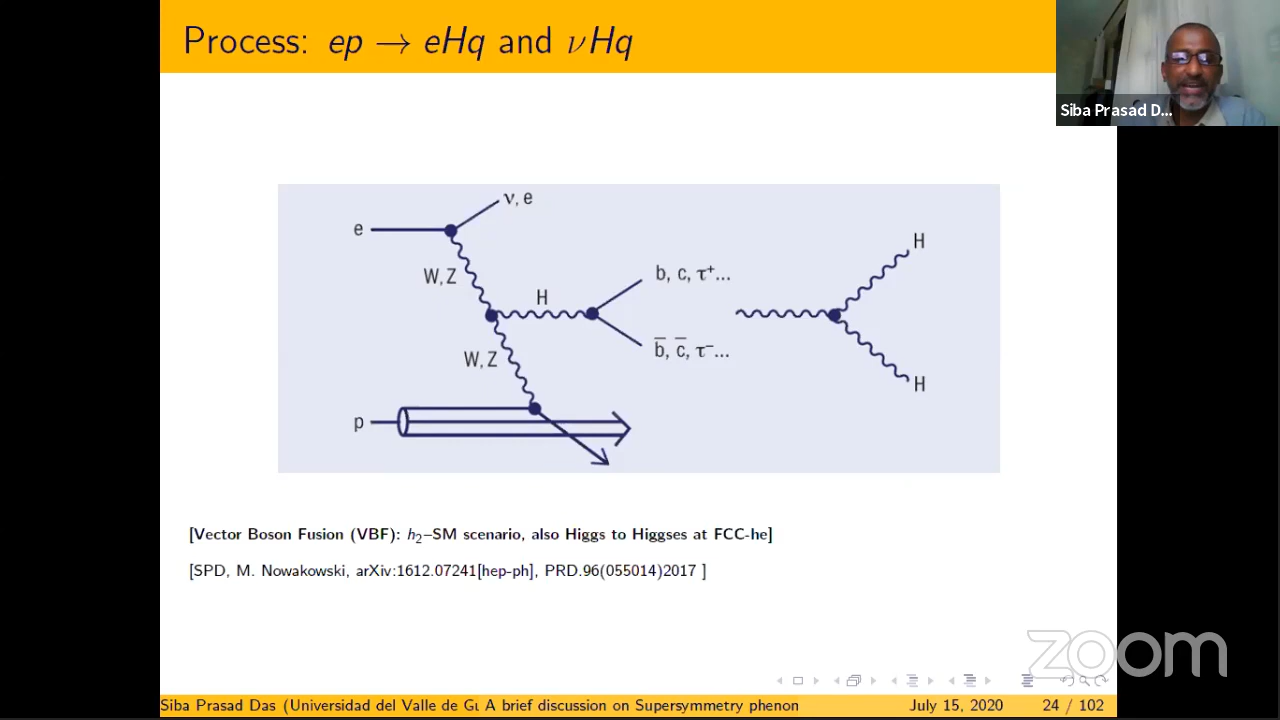 Process: ep → eHq and νHq
Siba Prasad D...
ν, e
e
W, Z
H
b, c, τ⁺...
H
W, Z
b̅, c̅, τ⁻...
H
p
[Vector Boson Fusion (VBF): h₂–SM scenario, also Higgs to Higgses at FCC-he]
[SPD, M. Nowakowski, arXiv:1612.07241[hep-ph], PRD.96(055014)2017 ]
zoom
Siba Prasad Das (Universidad del Valle de Gu A brief discussion on Supersymmetry phenon July 15, 2020 24 / 102